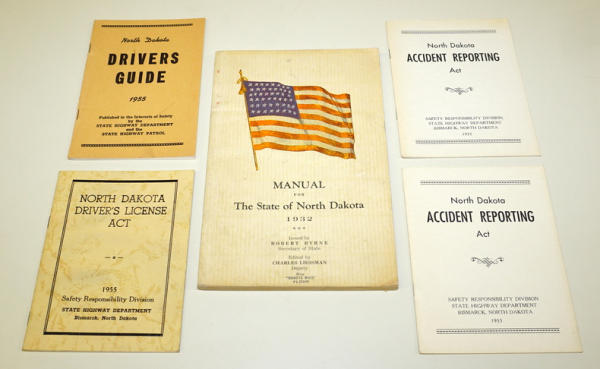 North Dakota
DRIVERS
GUIDE
1955
Published in the Interests of Safety
by the
STATE HIGHWAY DEPARTMENT
and the
STATE HIGHWAY PATROL
NORTH DAKOTA
DRIVER'S LICENSE
ACT
1955
Safety Responsibility Division
STATE HIGHWAY DEPARTMENT
Bismarck, North Dakota
MANUAL
FOR
The State of North Dakota
1932
Issued by
ROBERT BYRNE
Secretary of State
Edited by
CHARLES LIESSMAN
Deputy
North Dakota
ACCIDENT REPORTING
Act
SAFETY RESPONSIBILITY DIVISION
STATE HIGHWAY DEPARTMENT
BISMARCK, NORTH DAKOTA
North Dakota
ACCIDENT REPORTING
Act
SAFETY RESPONSIBILITY DIVISION
STATE HIGHWAY DEPARTMENT
BISMARCK, NORTH DAKOTA